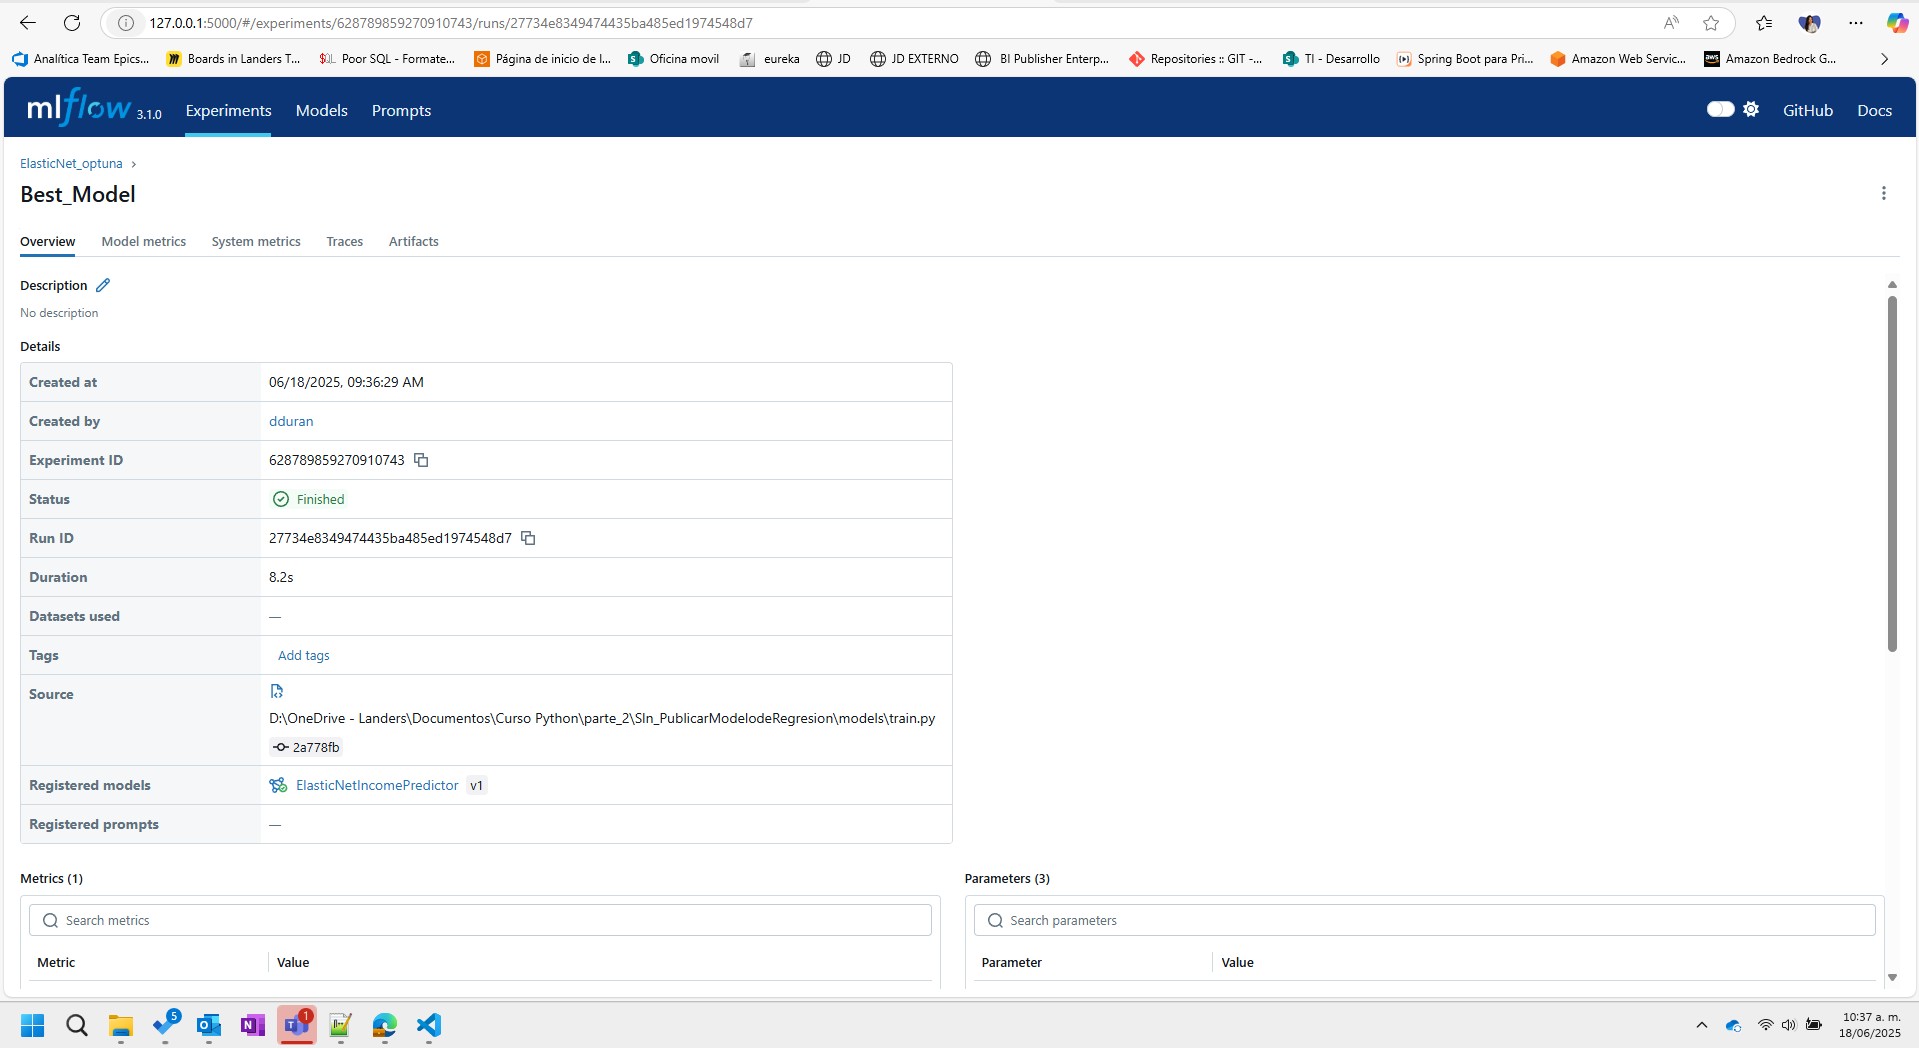 127.0.0.1:5000/#/experiments/628789859270910743/runs/27734e8349474435ba485ed1974548d7
Analítica Team Epics...
Boards in Landers T...
Poor SQL - Formate...
Página de inicio de l...
Oficina movil
eureka
JD
JD EXTERNO
BI Publisher Enterp...
Repositories :: GIT -...
TI - Desarrollo
Spring Boot para Pri...
Amazon Web Servic...
Amazon Bedrock G...
mlflow 3.1.0
Experiments
Models
Prompts
GitHub
Docs
ElasticNet_optuna
Best_Model
Overview
Model metrics
System metrics
Traces
Artifacts
Description
No description
Details
Created at
06/18/2025, 09:36:29 AM
Created by
dduran
Experiment ID
628789859270910743
Status
Finished
Run ID
27734e8349474435ba485ed1974548d7
Duration
8.2s
Datasets used
—
Tags
Add tags
Source
D:\OneDrive - Landers\Documentos\Curso Python\parte_2\Sln_PublicarModelodeRegresion\models\train.py
2a778fb
Registered models
ElasticNetIncomePredictor v1
Registered prompts
—
Metrics (1)
Search metrics
Metric
Value
Parameters (3)
Search parameters
Parameter
Value
5
1
10:37 a. m.
18/06/2025